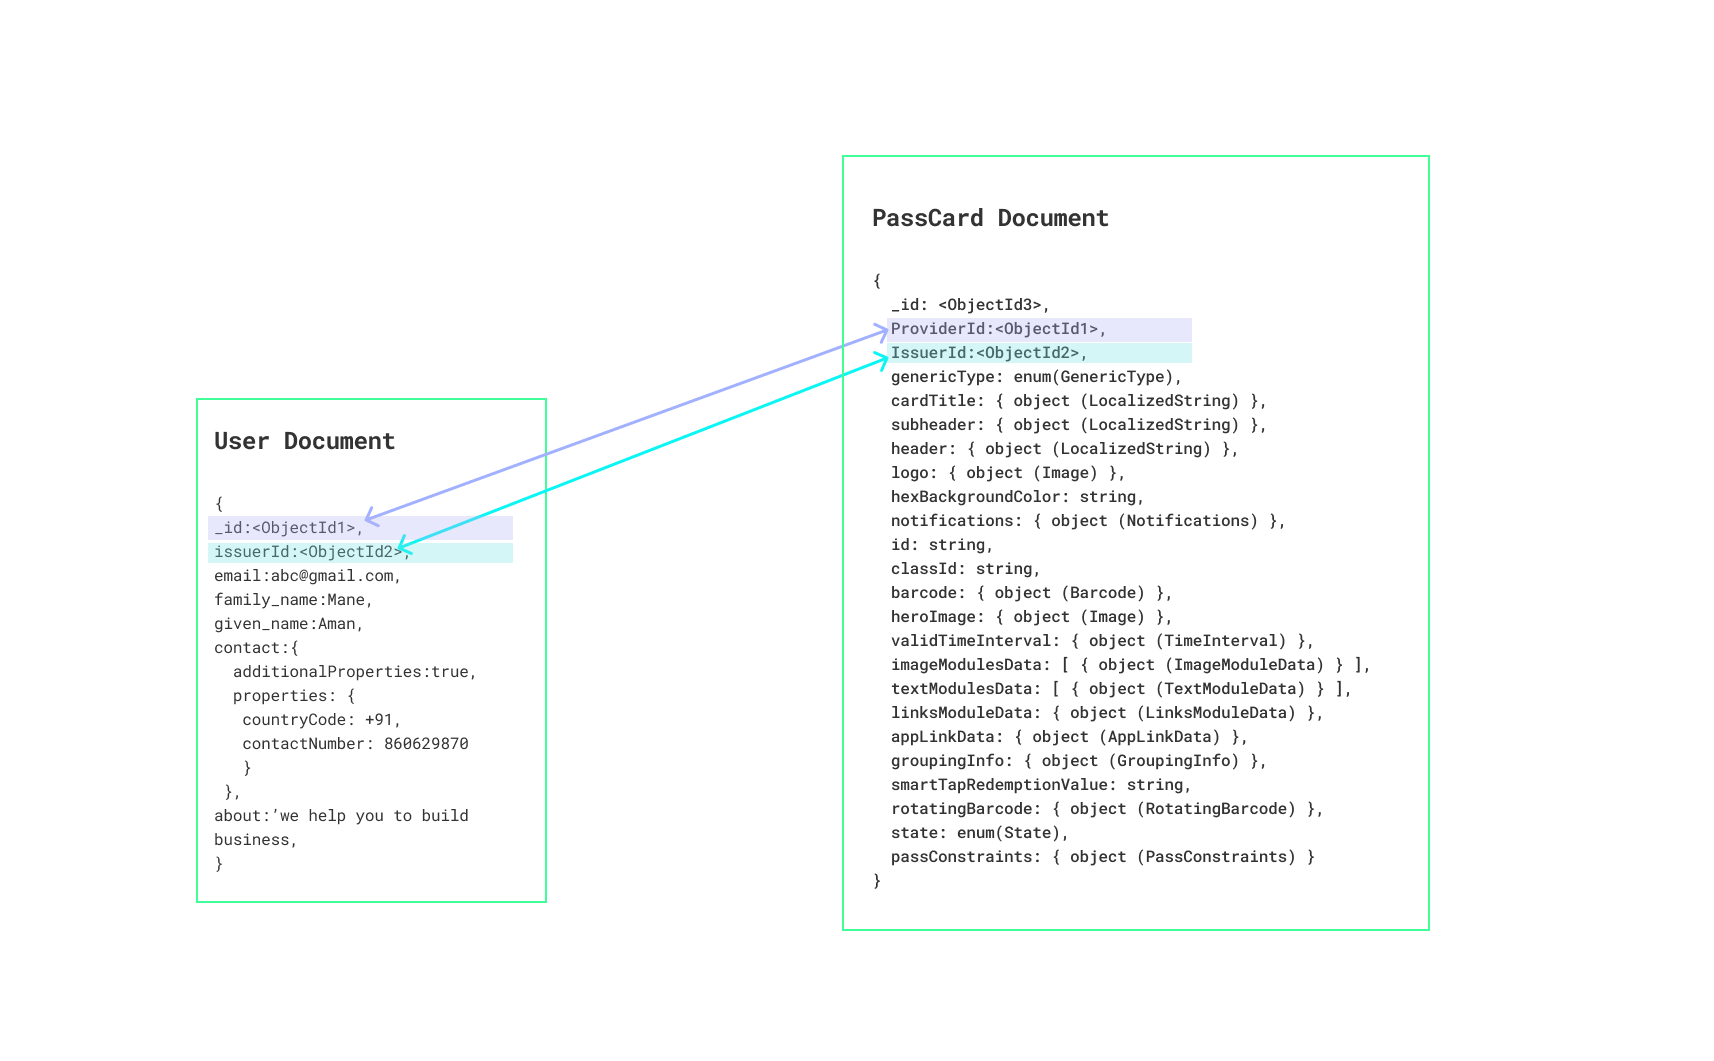 User Document
{
_id:<ObjectId1>,
issuerId:<ObjectId2>,
email:abc@gmail.com,
family_name:Mane,
given_name:Aman,
contact:{
  additionalProperties:true,
  properties: {
   countryCode: +91,
   contactNumber: 860629870
   }
 },
about:’we help you to build
business,
}
PassCard Document
{
  _id: <ObjectId3>,
  ProviderId:<ObjectId1>,
  IssuerId:<ObjectId2>,
  genericType: enum(GenericType),
  cardTitle: { object (LocalizedString) },
  subheader: { object (LocalizedString) },
  header: { object (LocalizedString) },
  logo: { object (Image) },
  hexBackgroundColor: string,
  notifications: { object (Notifications) },
  id: string,
  classId: string,
  barcode: { object (Barcode) },
  heroImage: { object (Image) },
  validTimeInterval: { object (TimeInterval) },
  imageModulesData: [ { object (ImageModuleData) } ],
  textModulesData: [ { object (TextModuleData) } ],
  linksModuleData: { object (LinksModuleData) },
  appLinkData: { object (AppLinkData) },
  groupingInfo: { object (GroupingInfo) },
  smartTapRedemptionValue: string,
  rotatingBarcode: { object (RotatingBarcode) },
  state: enum(State),
  passConstraints: { object (PassConstraints) }
}